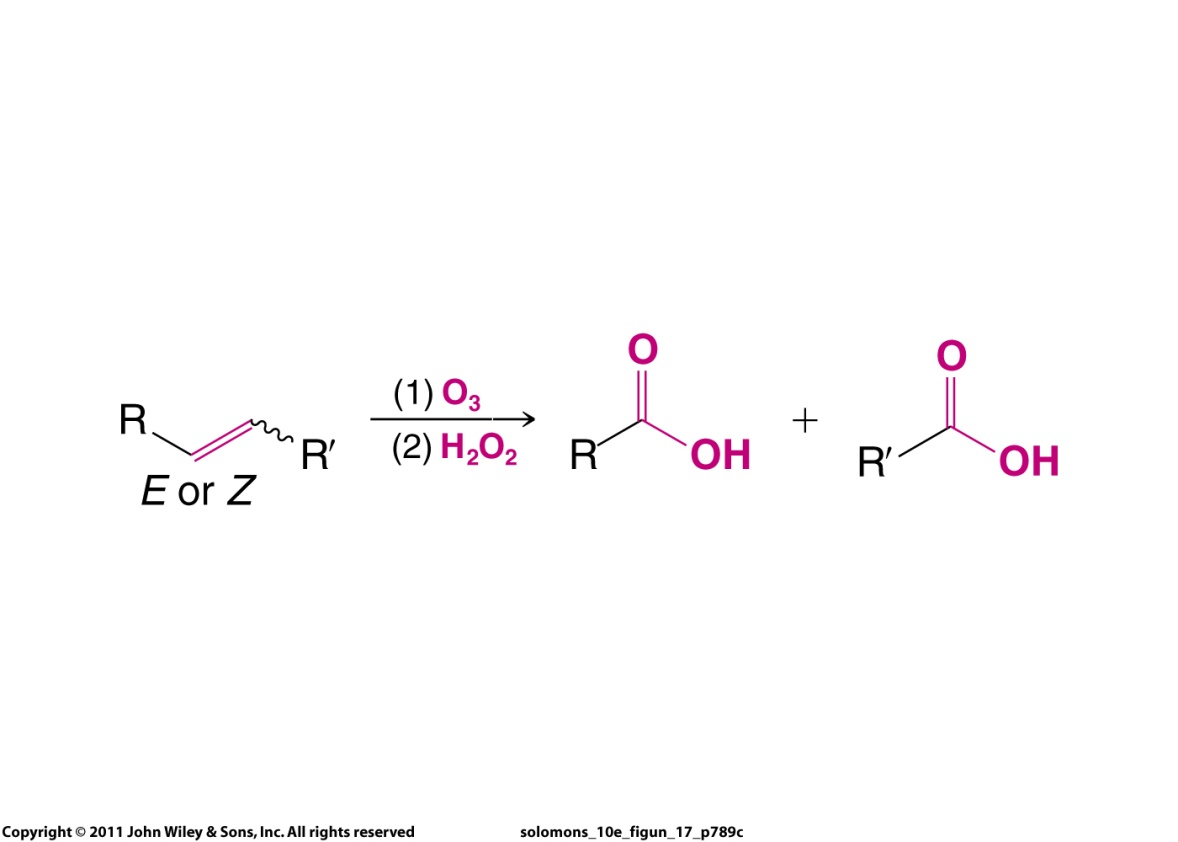 O O
R (1) O₃ R OH + R′ OH
R′ (2) H₂O₂
E or Z
Copyright © 2011 John Wiley & Sons, Inc. All rights reserved solomons_10e_figun_17_p789c